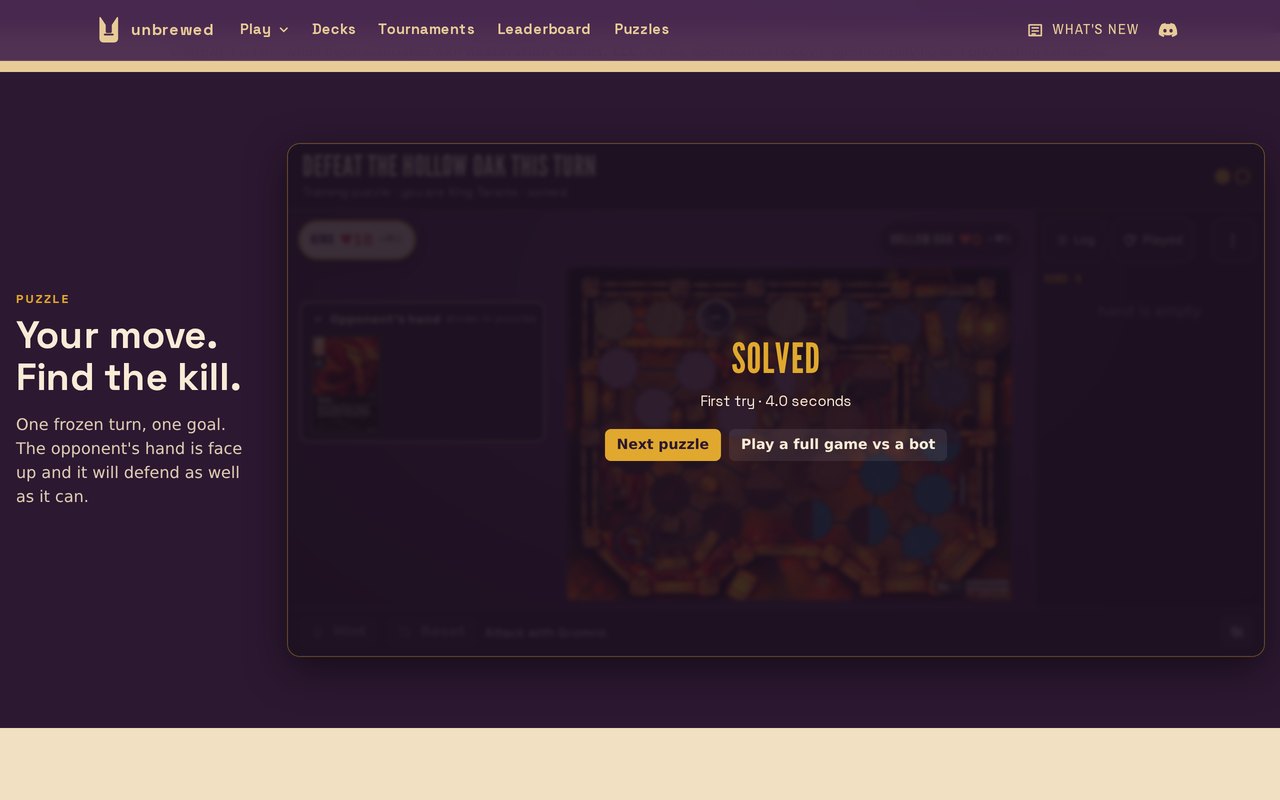 unbrewed
Play
Decks
Tournaments
Leaderboard
Puzzles
WHAT'S NEW
PUZZLE
Your move.
Find the kill.
One frozen turn, one goal.
The opponent's hand is face
up and it will defend as well
as it can.
DEFEAT THE HOLLOW OAK THIS TURN
Opponent's hand
SOLVED
First try · 4.0 seconds
Next puzzle
Play a full game vs a bot